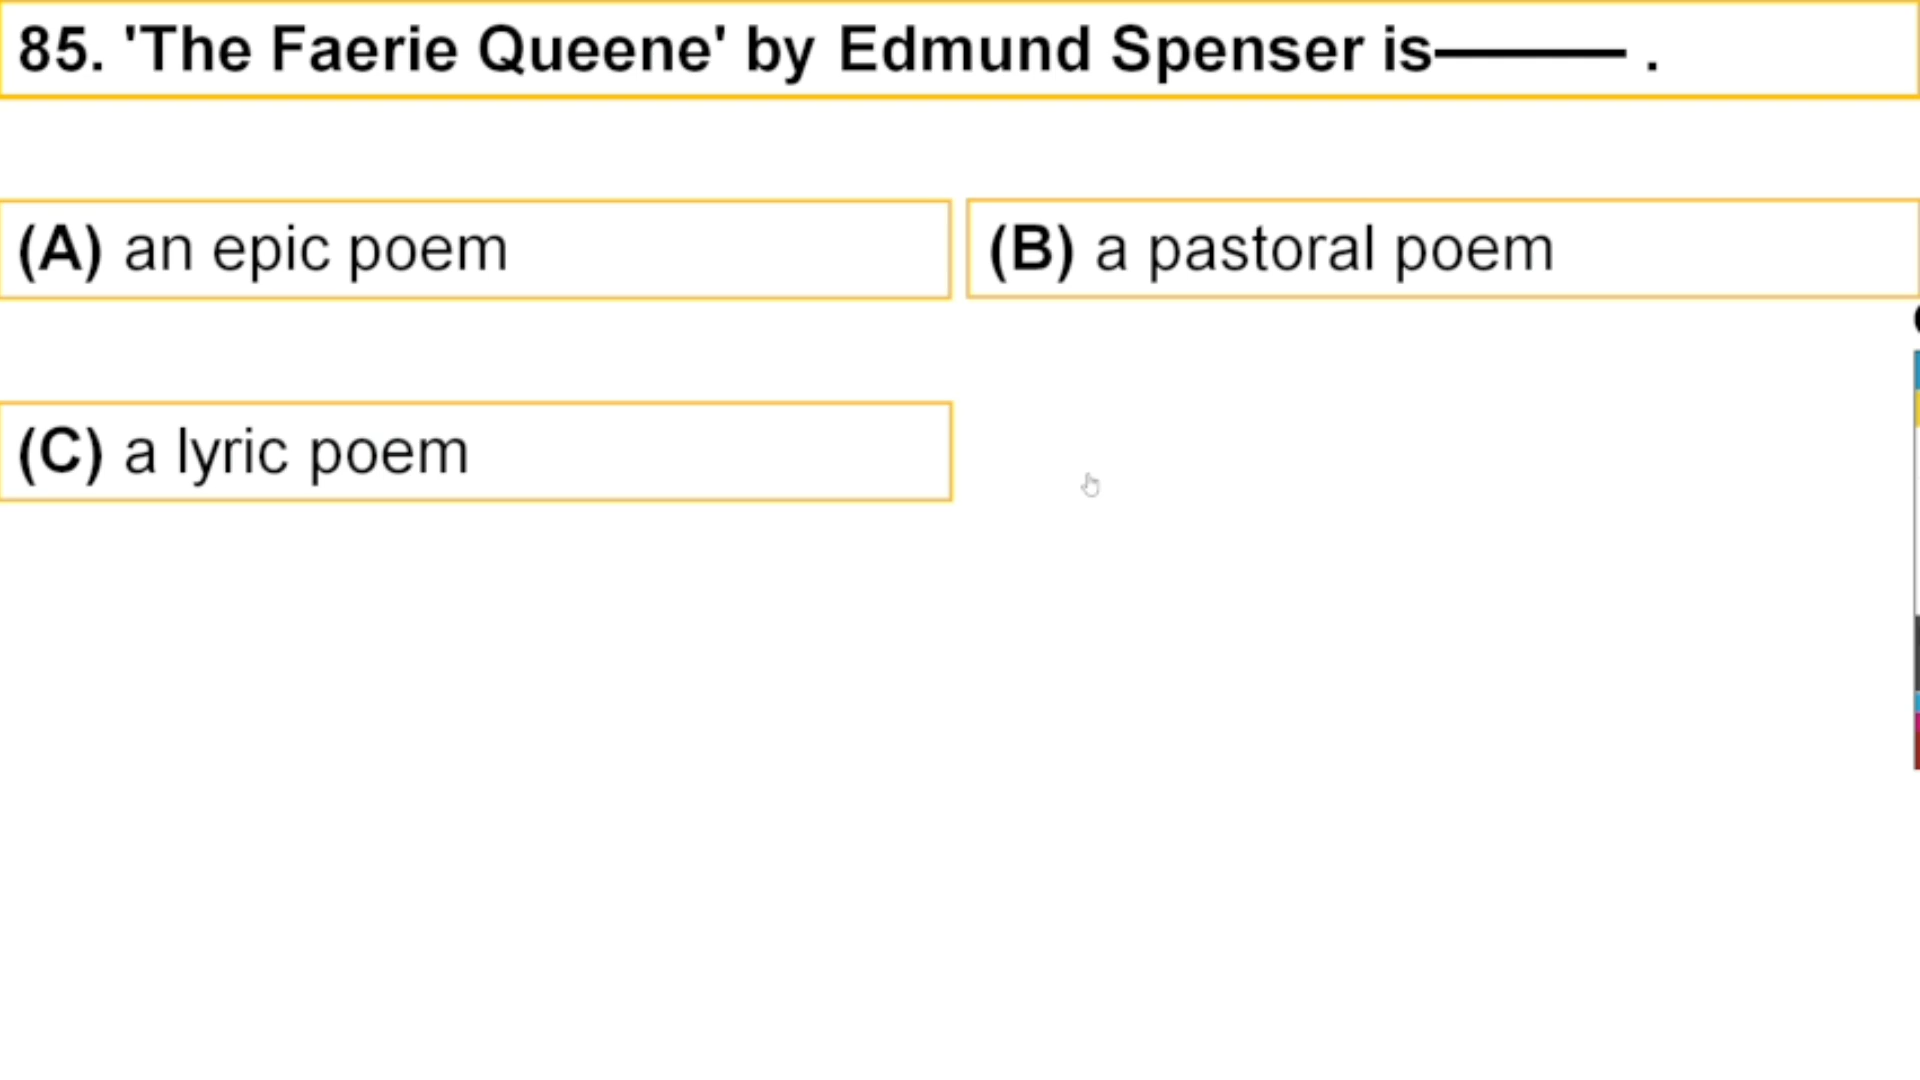 85. 'The Faerie Queene' by Edmund Spenser is——— .
(A) an epic poem
(B) a pastoral poem
(C) a lyric poem